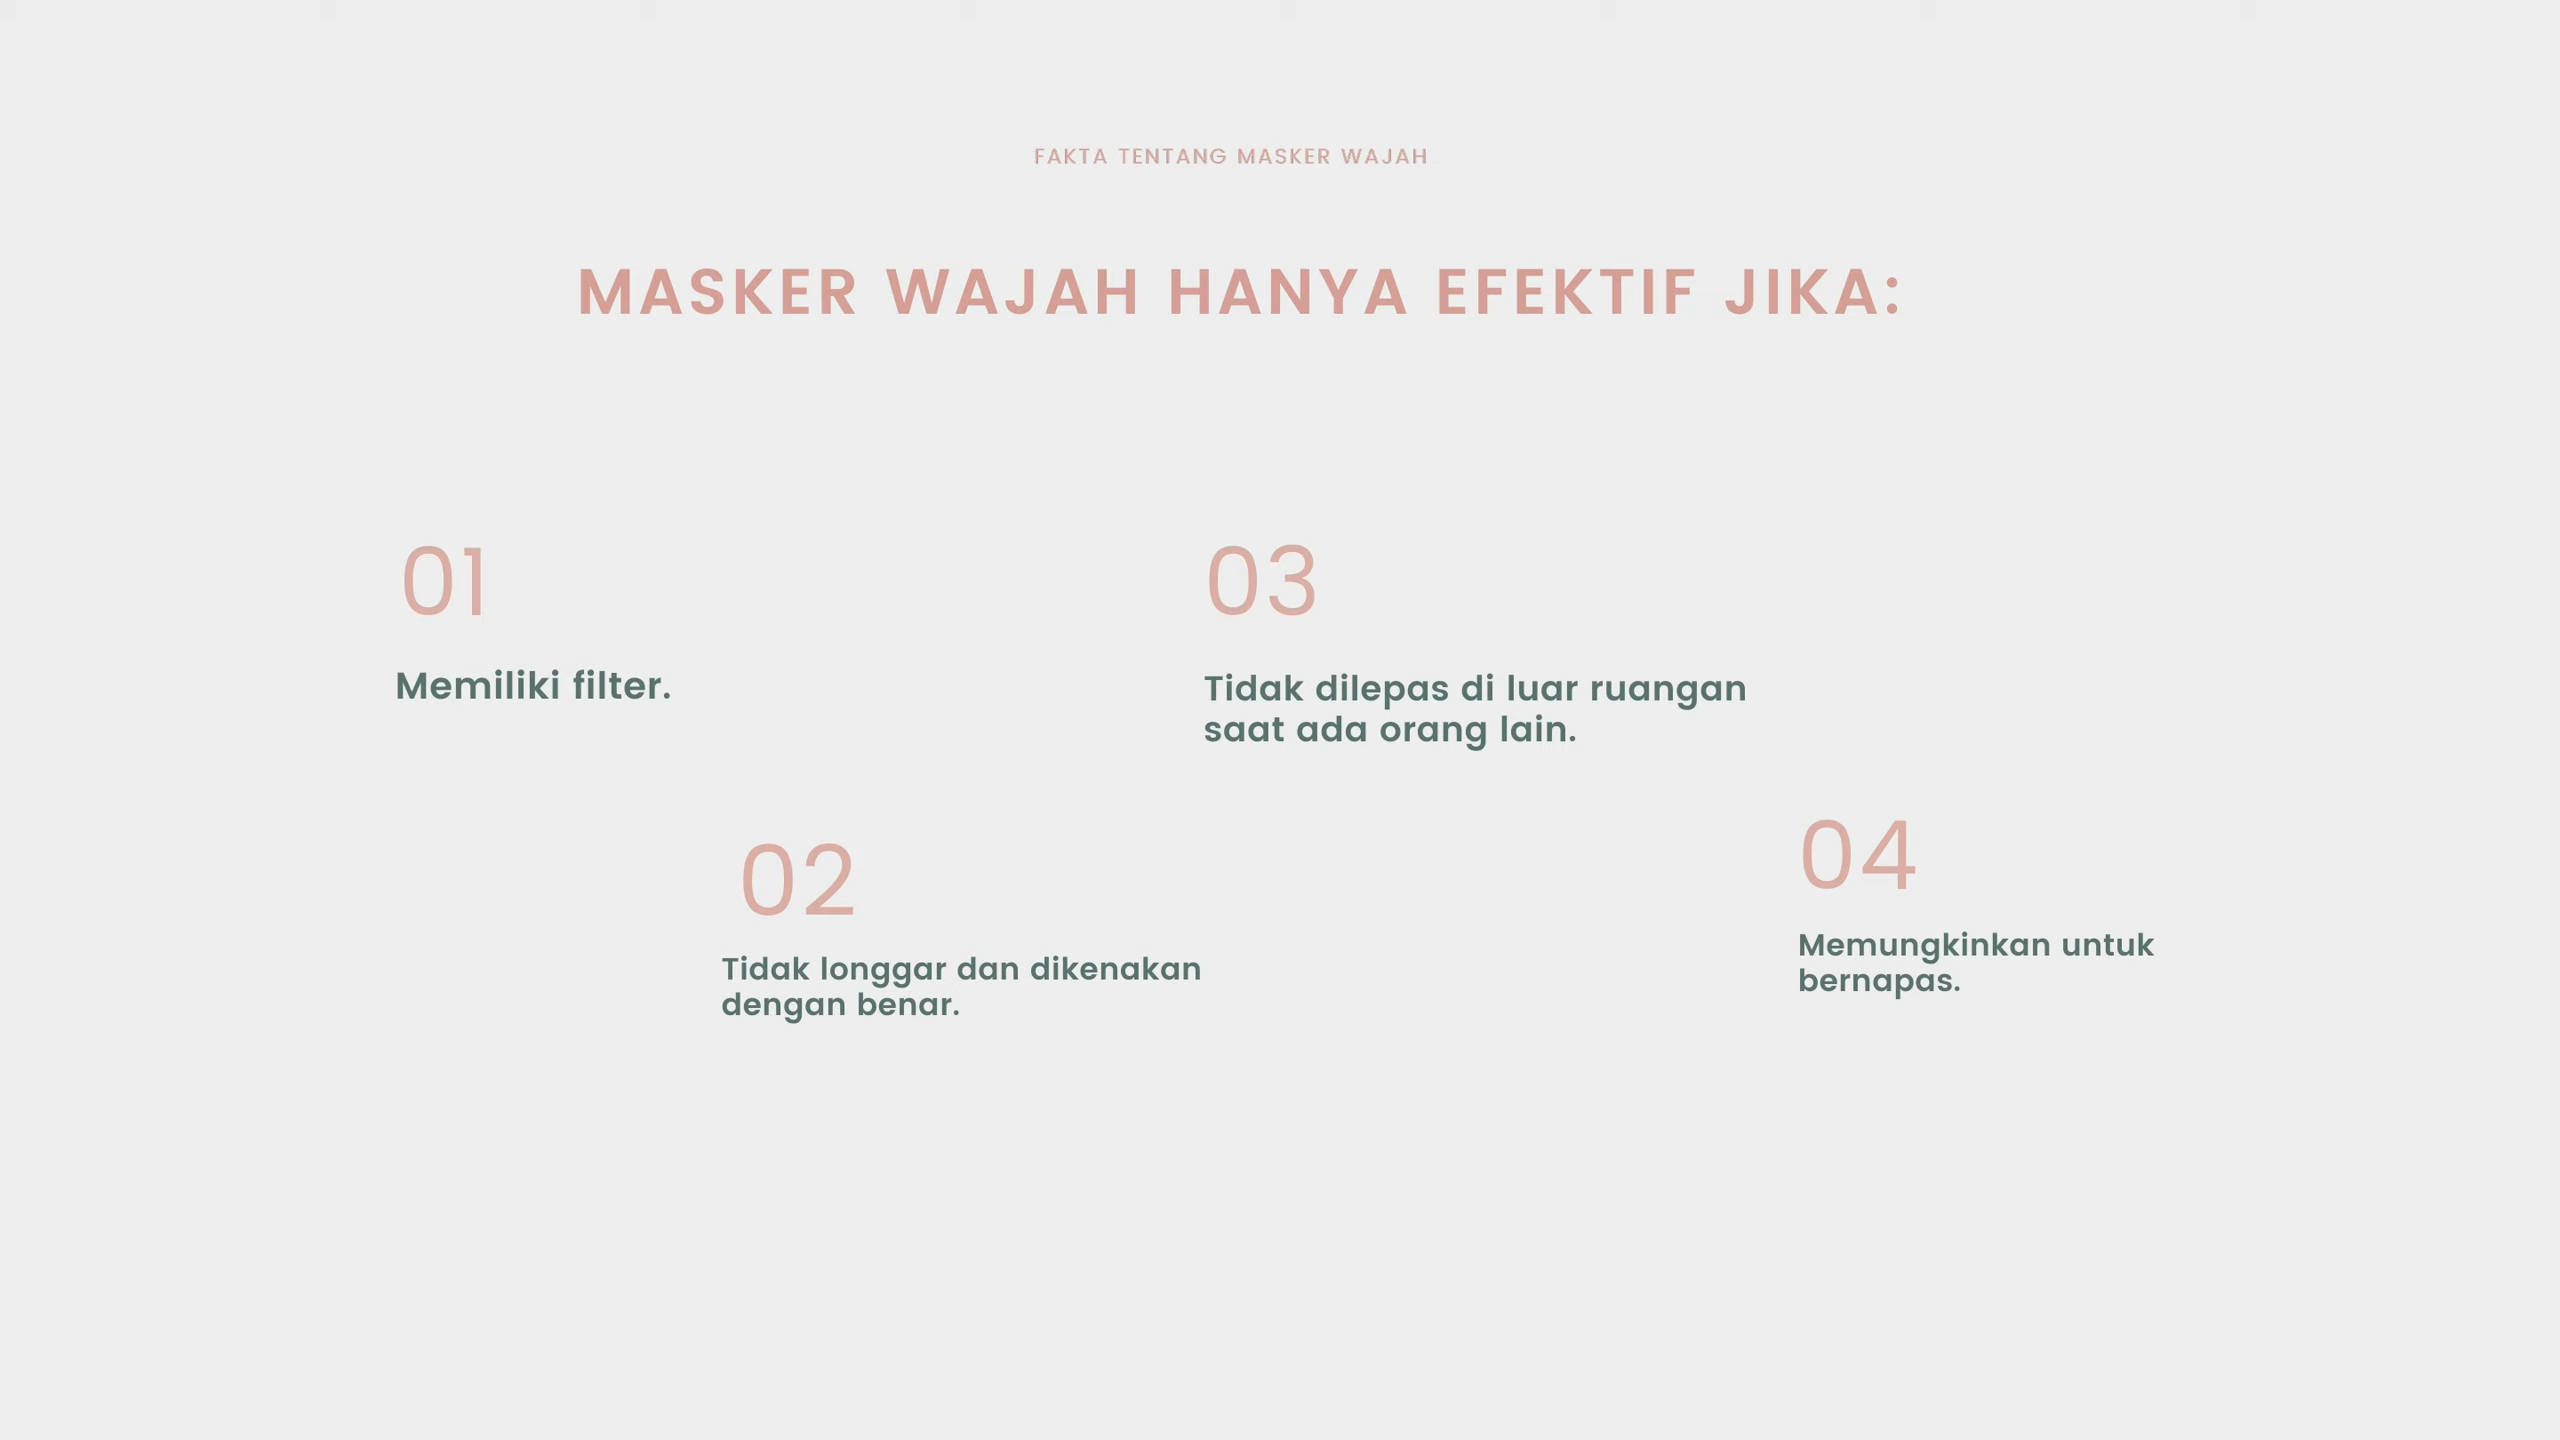 FAKTA TENTANG MASKER WAJAH
MASKER WAJAH HANYA EFEKTIF JIKA:
01
Memiliki filter.
02
Tidak longgar dan dikenakan
dengan benar.
03
Tidak dilepas di luar ruangan
saat ada orang lain.
04
Memungkinkan untuk
bernapas.